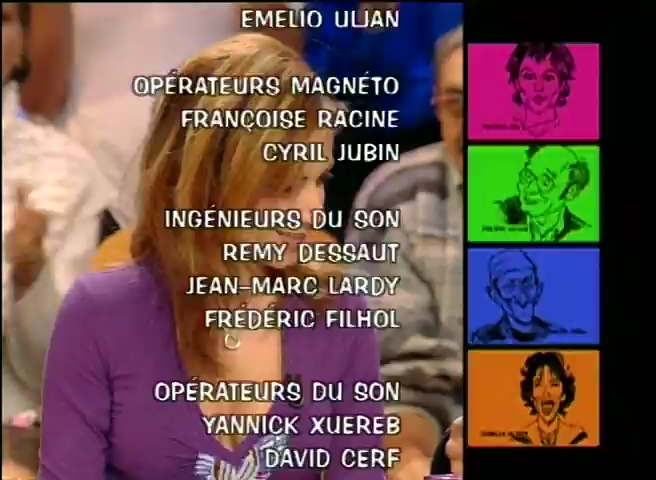 EMELIO ULJAN
OPÉRATEURS MAGNÉTO
FRANÇOISE RACINE
CYRIL JUBIN
INGÉNIEURS DU SON
REMY DESSAUT
JEAN-MARC LARDY
FRÉDÉRIC FILHOL
OPÉRATEURS DU SON
YANNICK XUEREB
DAVID CERF